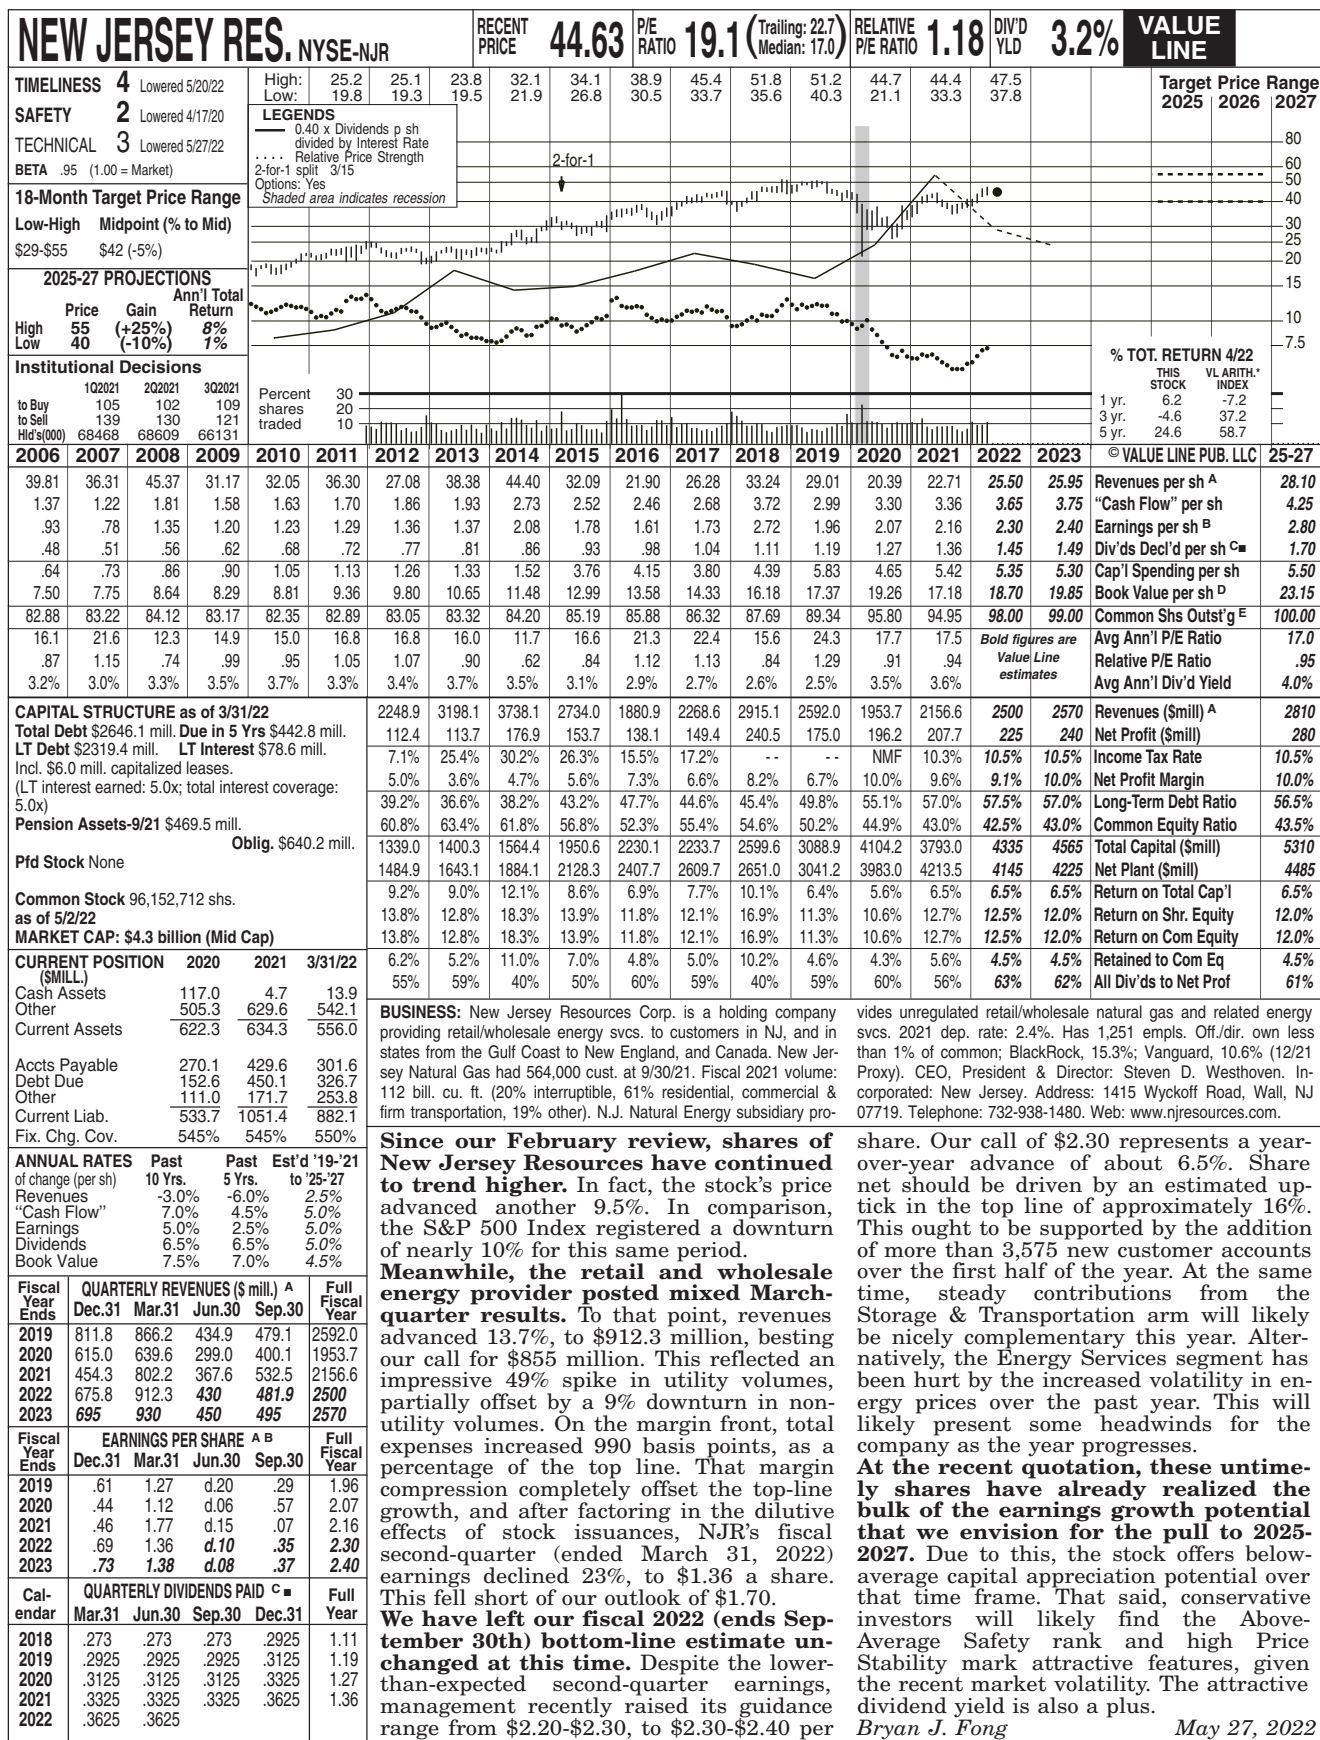 NEW JERSEY RES. NYSE-NJR
RECENT PRICE 44.63
P/E RATIO 19.1 (Trailing: 22.7 Median: 17.0)
RELATIVE P/E RATIO 1.18
DIV'D YLD 3.2%
VALUE LINE
TIMELINESS 4 Lowered 5/20/22
SAFETY 2 Lowered 4/17/20
TECHNICAL 3 Lowered 5/27/22
BETA .95 (1.00 = Market)
18-Month Target Price Range
Low-High Midpoint (% to Mid)
$29-$55 $42 (-5%)
2025-27 PROJECTIONS
Ann'l Total
Price Gain Return
High 55 (+25%) 8%
Low 40 (-10%) 1%
Institutional Decisions
1Q2021 2Q2021 3Q2021
to Buy 105 102 109
to Sell 139 130 121
Hld's(000) 68468 68609 66131
High: 25.2 25.1 23.8 32.1 34.1 38.9 45.4 51.8 51.2 44.7 44.4 47.5
Low: 19.8 19.3 19.5 21.9 26.8 30.5 33.7 35.6 40.3 21.1 33.3 37.8
LEGENDS
0.40 x Dividends p sh
divided by Interest Rate
. . . . Relative Price Strength
2-for-1 split 3/15
Options: Yes
Shaded area indicates recession
2-for-1
Target Price Range
2025 2026 2027
80
60
50
40
30
25
20
15
10
7.5
Percent shares traded
30
20
10
% TOT. RETURN 4/22
THIS STOCK VL ARITH.* INDEX
1 yr. 6.2 -7.2
3 yr. -4.6 37.2
5 yr. 24.6 58.7
2006 2007 2008 2009 2010 2011 2012 2013 2014 2015 2016 2017 2018 2019 2020 2021 2022 2023 © VALUE LINE PUB. LLC 25-27
39.81 36.31 45.37 31.17 32.05 36.30 27.08 38.38 44.40 32.09 21.90 26.28 33.24 29.01 20.39 22.71 25.50 25.95 Revenues per sh A 28.10
1.37 1.22 1.81 1.58 1.63 1.70 1.86 1.93 2.73 2.52 2.46 2.68 3.72 2.99 3.30 3.36 3.65 3.75 "Cash Flow" per sh 4.25
.93 .78 1.35 1.20 1.23 1.29 1.36 1.37 2.08 1.78 1.61 1.73 2.72 1.96 2.07 2.16 2.30 2.40 Earnings per sh B 2.80
.48 .51 .56 .62 .68 .72 .77 .81 .86 .93 .98 1.04 1.11 1.19 1.27 1.36 1.45 1.49 Div'ds Decl'd per sh C■ 1.70
.64 .73 .86 .90 1.05 1.13 1.26 1.33 1.52 3.76 4.15 3.80 4.39 5.83 4.65 5.42 5.35 5.30 Cap'l Spending per sh 5.50
7.50 7.75 8.64 8.29 8.81 9.36 9.80 10.65 11.48 12.99 13.58 14.33 16.18 17.37 19.26 17.18 18.70 19.85 Book Value per sh D 23.15
82.88 83.22 84.12 83.17 82.35 82.89 83.05 83.32 84.20 85.19 85.88 86.32 87.69 89.34 95.80 94.95 98.00 99.00 Common Shs Outst'g E 100.00
16.1 21.6 12.3 14.9 15.0 16.8 16.8 16.0 11.7 16.6 21.3 22.4 15.6 24.3 17.7 17.5 Bold figures are Avg Ann'l P/E Ratio 17.0
.87 1.15 .74 .99 .95 1.05 1.07 .90 .62 .84 1.12 1.13 .84 1.29 .91 .94 Value Line Relative P/E Ratio .95
3.2% 3.0% 3.3% 3.5% 3.7% 3.3% 3.4% 3.7% 3.5% 3.1% 2.9% 2.7% 2.6% 2.5% 3.5% 3.6% estimates Avg Ann'l Div'd Yield 4.0%
CAPITAL STRUCTURE as of 3/31/22
Total Debt $2646.1 mill. Due in 5 Yrs $442.8 mill.
LT Debt $2319.4 mill. LT Interest $78.6 mill.
Incl. $6.0 mill. capitalized leases.
(LT interest earned: 5.0x; total interest coverage:
5.0x)
Pension Assets-9/21 $469.5 mill.
Oblig. $640.2 mill.
Pfd Stock None
Common Stock 96,152,712 shs.
as of 5/2/22
MARKET CAP: $4.3 billion (Mid Cap)
2248.9 3198.1 3738.1 2734.0 1880.9 2268.6 2915.1 2592.0 1953.7 2156.6 2500 2570 Revenues ($mill) A 2810
112.4 113.7 176.9 153.7 138.1 149.4 240.5 175.0 196.2 207.7 225 240 Net Profit ($mill) 280
7.1% 25.4% 30.2% 26.3% 15.5% 17.2% - - - - NMF 10.3% 10.5% 10.5% Income Tax Rate 10.5%
5.0% 3.6% 4.7% 5.6% 7.3% 6.6% 8.2% 6.7% 10.0% 9.6% 9.1% 10.0% Net Profit Margin 10.0%
39.2% 36.6% 38.2% 43.2% 47.7% 44.6% 45.4% 49.8% 55.1% 57.0% 57.5% 57.0% Long-Term Debt Ratio 56.5%
60.8% 63.4% 61.8% 56.8% 52.3% 55.4% 54.6% 50.2% 44.9% 43.0% 42.5% 43.0% Common Equity Ratio 43.5%
1339.0 1400.3 1564.4 1950.6 2230.1 2233.7 2599.6 3088.9 4104.2 3793.0 4335 4565 Total Capital ($mill) 5310
1484.9 1643.1 1884.1 2128.3 2407.7 2609.7 2651.0 3041.2 3983.0 4213.5 4145 4225 Net Plant ($mill) 4485
9.2% 9.0% 12.1% 8.6% 6.9% 7.7% 10.1% 6.4% 5.6% 6.5% 6.5% 6.5% Return on Total Cap'l 6.5%
13.8% 12.8% 18.3% 13.9% 11.8% 12.1% 16.9% 11.3% 10.6% 12.7% 12.5% 12.0% Return on Shr. Equity 12.0%
13.8% 12.8% 18.3% 13.9% 11.8% 12.1% 16.9% 11.3% 10.6% 12.7% 12.5% 12.0% Return on Com Equity 12.0%
6.2% 5.2% 11.0% 7.0% 4.8% 5.0% 10.2% 4.6% 4.3% 5.6% 4.5% 4.5% Retained to Com Eq 4.5%
55% 59% 40% 50% 60% 59% 40% 59% 60% 56% 63% 62% All Div'ds to Net Prof 61%
CURRENT POSITION 2020 2021 3/31/22
($MILL.)
Cash Assets 117.0 4.7 13.9
Other 505.3 629.6 542.1
Current Assets 622.3 634.3 556.0
Accts Payable 270.1 429.6 301.6
Debt Due 152.6 450.1 326.7
Other 111.0 171.7 253.8
Current Liab. 533.7 1051.4 882.1
Fix. Chg. Cov. 545% 545% 550%
ANNUAL RATES Past Past Est'd '19-'21
of change (per sh) 10 Yrs. 5 Yrs. to '25-'27
Revenues -3.0% -6.0% 2.5%
"Cash Flow" 7.0% 4.5% 5.0%
Earnings 5.0% 2.5% 5.0%
Dividends 6.5% 6.5% 5.0%
Book Value 7.5% 7.0% 4.5%
Fiscal Year Ends QUARTERLY REVENUES ($ mill.) A Full Fiscal Year
Dec.31 Mar.31 Jun.30 Sep.30
2019 811.8 866.2 434.9 479.1 2592.0
2020 615.0 639.6 299.0 400.1 1953.7
2021 454.3 802.2 367.6 532.5 2156.6
2022 675.8 912.3 430 481.9 2500
2023 695 930 450 495 2570
Fiscal Year Ends EARNINGS PER SHARE A B Full Fiscal Year
Dec.31 Mar.31 Jun.30 Sep.30
2019 .61 1.27 d.20 .29 1.96
2020 .44 1.12 d.06 .57 2.07
2021 .46 1.77 d.15 .07 2.16
2022 .69 1.36 d.10 .35 2.30
2023 .73 1.38 d.08 .37 2.40
Calendar QUARTERLY DIVIDENDS PAID C ■ Full Year
Mar.31 Jun.30 Sep.30 Dec.31
2018 .273 .273 .273 .2925 1.11
2019 .2925 .2925 .2925 .3125 1.19
2020 .3125 .3125 .3125 .3325 1.27
2021 .3325 .3325 .3325 .3625 1.36
2022 .3625 .3625
BUSINESS: New Jersey Resources Corp. is a holding company
providing retail/wholesale energy svcs. to customers in NJ, and in
states from the Gulf Coast to New England, and Canada. New Jer-
sey Natural Gas had 564,000 cust. at 9/30/21. Fiscal 2021 volume:
112 bill. cu. ft. (20% interruptible, 61% residential, commercial &
firm transportation, 19% other). N.J. Natural Energy subsidiary pro-
vides unregulated retail/wholesale natural gas and related energy
svcs. 2021 dep. rate: 2.4%. Has 1,251 empls. Off./dir. own less
than 1% of common; BlackRock, 15.3%; Vanguard, 10.6% (12/21
Proxy). CEO, President & Director: Steven D. Westhoven. In-
corporated: New Jersey. Address: 1415 Wyckoff Road, Wall, NJ
07719. Telephone: 732-938-1480. Web: www.njresources.com.
Since our February review, shares of
New Jersey Resources have continued
to trend higher. In fact, the stock's price
advanced another 9.5%. In comparison,
the S&P 500 Index registered a downturn
of nearly 10% for this same period.
Meanwhile, the retail and wholesale
energy provider posted mixed March-
quarter results. To that point, revenues
advanced 13.7%, to $912.3 million, besting
our call for $855 million. This reflected an
impressive 49% spike in utility volumes,
partially offset by a 9% downturn in non-
utility volumes. On the margin front, total
expenses increased 990 basis points, as a
percentage of the top line. That margin
compression completely offset the top-line
growth, and after factoring in the dilutive
effects of stock issuances, NJR's fiscal
second-quarter (ended March 31, 2022)
earnings declined 23%, to $1.36 a share.
This fell short of our outlook of $1.70.
We have left our fiscal 2022 (ends Sep-
tember 30th) bottom-line estimate un-
changed at this time. Despite the lower-
than-expected second-quarter earnings,
management recently raised its guidance
range from $2.20-$2.30, to $2.30-$2.40 per
share. Our call of $2.30 represents a year-
over-year advance of about 6.5%. Share
net should be driven by an estimated up-
tick in the top line of approximately 16%.
This ought to be supported by the addition
of more than 3,575 new customer accounts
over the first half of the year. At the same
time, steady contributions from the
Storage & Transportation arm will likely
be nicely complementary this year. Alter-
natively, the Energy Services segment has
been hurt by the increased volatility in en-
ergy prices over the past year. This will
likely present some headwinds for the
company as the year progresses.
At the recent quotation, these untime-
ly shares have already realized the
bulk of the earnings growth potential
that we envision for the pull to 2025-
2027. Due to this, the stock offers below-
average capital appreciation potential over
that time frame. That said, conservative
investors will likely find the Above-
Average Safety rank and high Price
Stability mark attractive features, given
the recent market volatility. The attractive
dividend yield is also a plus.
Bryan J. Fong May 27, 2022